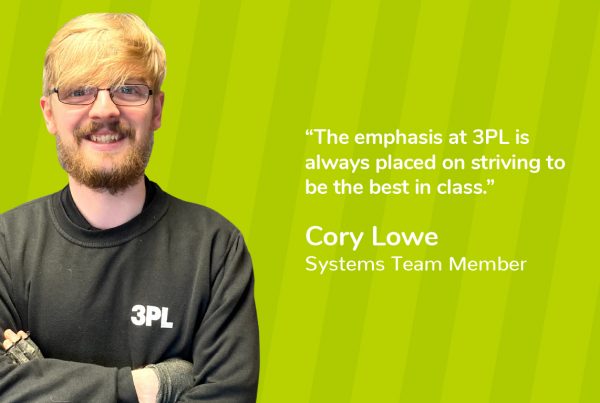 “The emphasis at 3PL is
always placed on striving to
be the best in class.”
Cory Lowe
Systems Team Member
3PL